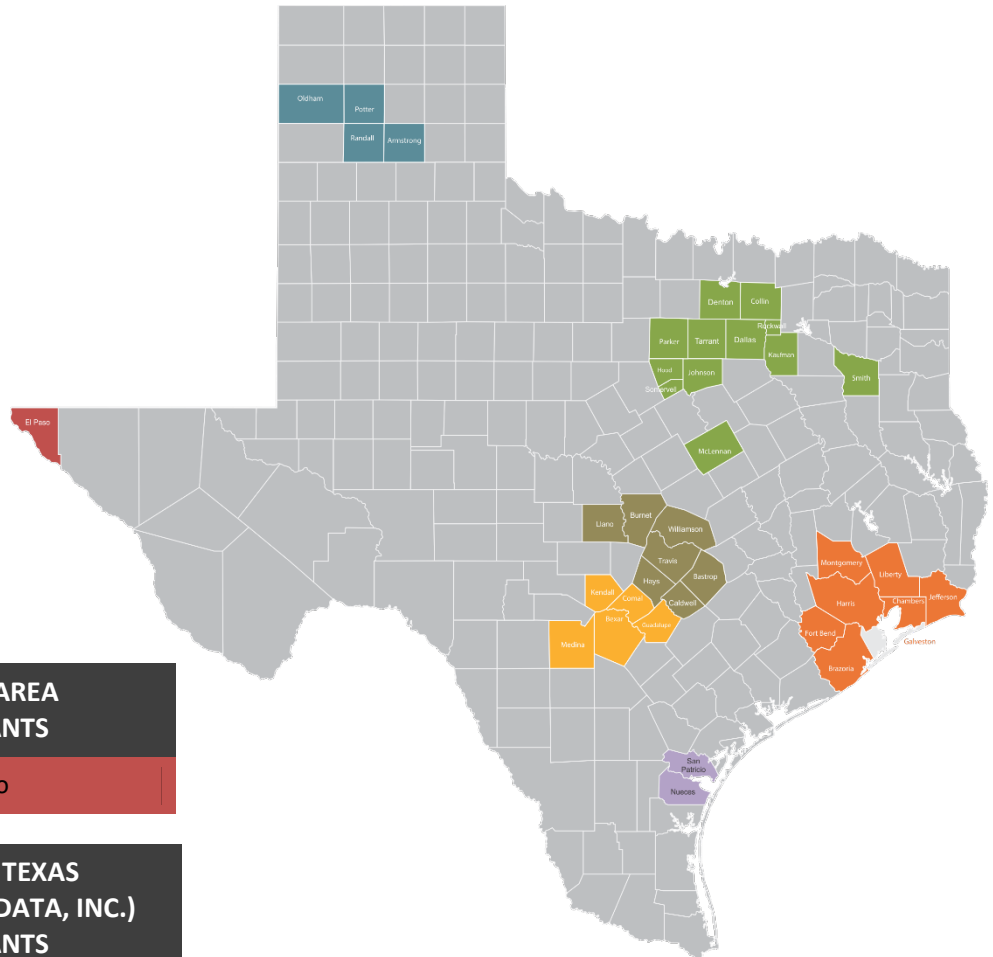 Oldham
Potter
Randall
Armstrong
Denton
Collin
Rockwall
Parker
Tarrant
Dallas
Kaufman
Hood
Johnson
Somervell
Smith
El Paso
McLennan
Llano
Burnet
Williamson
Travis
Hays
Bastrop
Caldwell
Kendall
Comal
Bexar
Guadalupe
Medina
Montgomery
Liberty
Harris
Chambers
Jefferson
Fort Bend
Galveston
Brazoria
San
Patricio
Nueces
AREA
ANTS
o
TEXAS
DATA, INC.)
ANTS